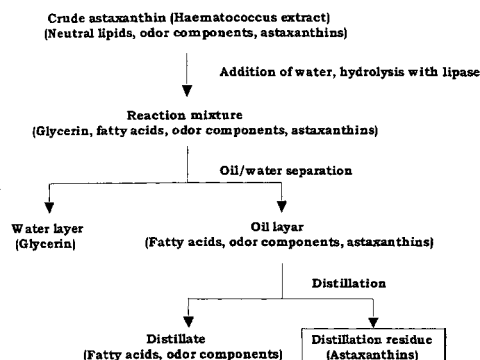 Crude astaxanthin (Haematococcus extract)
(Neutral lipids, odor components, astaxanthins)
Addition of water, hydrolysis with lipase
Reaction mixture
(Glycerin, fatty acids, odor components, astaxanthins)
Oil/water separation
Water layer
(Glycerin)
Oil layar
(Fatty acids, odor components, astaxanthins)
Distillation
Distillate
(Fatty acids, odor components)
Distillation residue
(Astaxanthins)